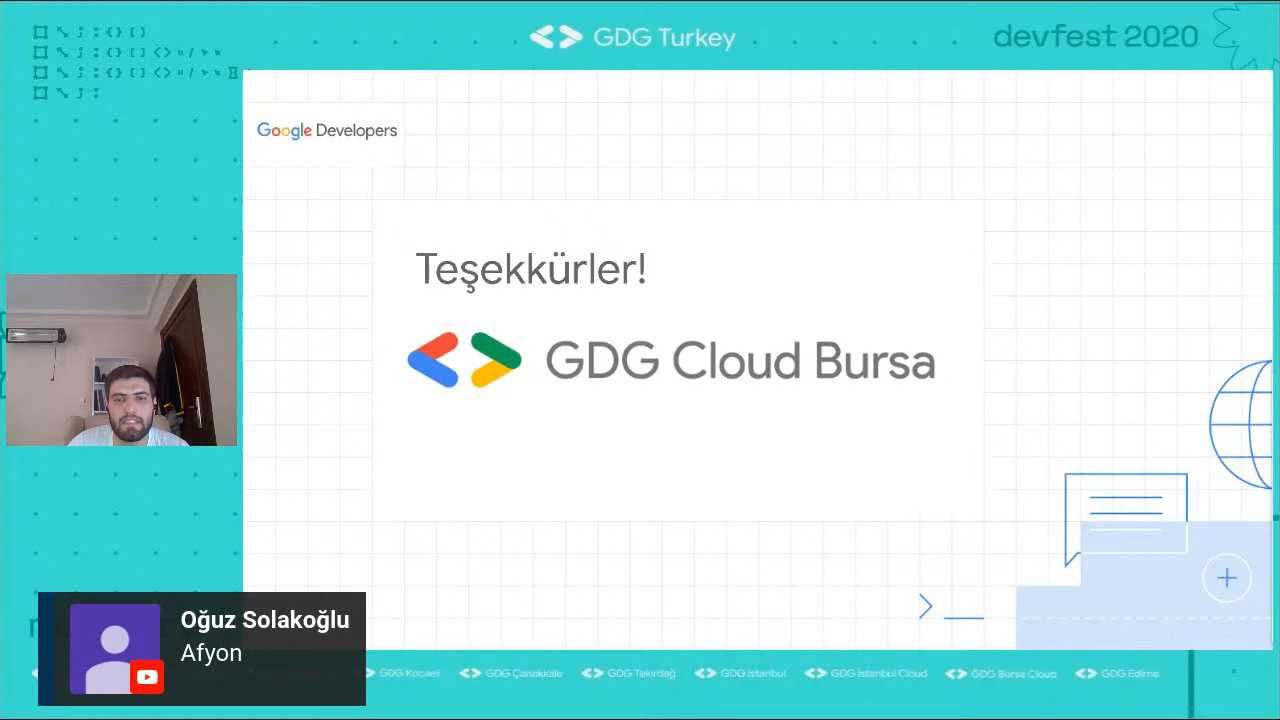 GDG Turkey
devfest 2020
Google Developers
Teşekkürler!
GDG Cloud Bursa
Oğuz Solakoğlu
Afyon
GDG Kocaeli
GDG Çanakkale
GDG Tekirdağ
GDG İstanbul
GDG İstanbul Cloud
GDG Bursa Cloud
GDG Edirne